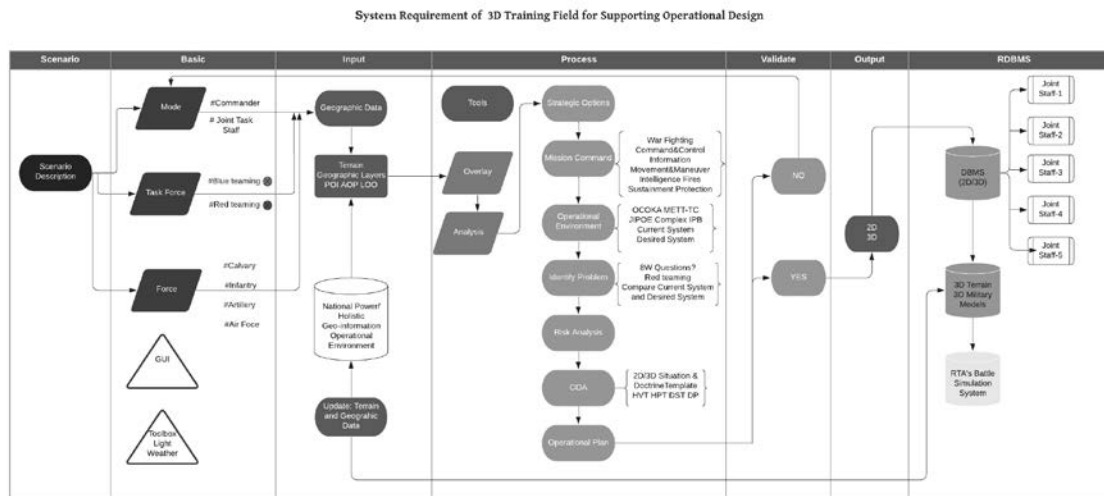 System Requirement of 3D Training Field for Supporting Operational Design
Scenario
Basic
Input
Process
Validate
Output
RDBMS
Scenario
Description
Mode
#Commander
# Joint Task
Staff
Task Force
#Blue teaming
#Red teaming
Force
#Calvary
#Infantry
#Artillery
#Air Foce
GUI
Toolbox
Light
Weather
Geographic Data
Terrain
Geographic Layers
POI AOP LOO
National Power/
Holistic
Geo-information
Operational
Environment
Update: Terrain
and Geograhic
Data
Tools
Overlay
Analysis
Strategic Options
Mission Command
War Fighting
Command&Control
Information
Movement&Maneuver
Intelligence Fires
Sustainment Protection
Operational
Environment
OCOKA METT-TC
JIPOE Complex IPB
Current System
Desired System
Identify Problem
8W Questions?
Red teaming
Compare Current System
and Desired System
Risk Analysis
ODA
2D/3D Situation &
DoctrineTemplate
HVT HPT DST DP
Operational Plan
NO
YES
2D
3D
DBMS
(2D/3D)
3D Terrain
3D Military
Models
RTA's Battle
Simulation
System
Joint
Staff-1
Joint
Staff-2
Joint
Staff-3
Joint
Staff-4
Joint
Staff-5